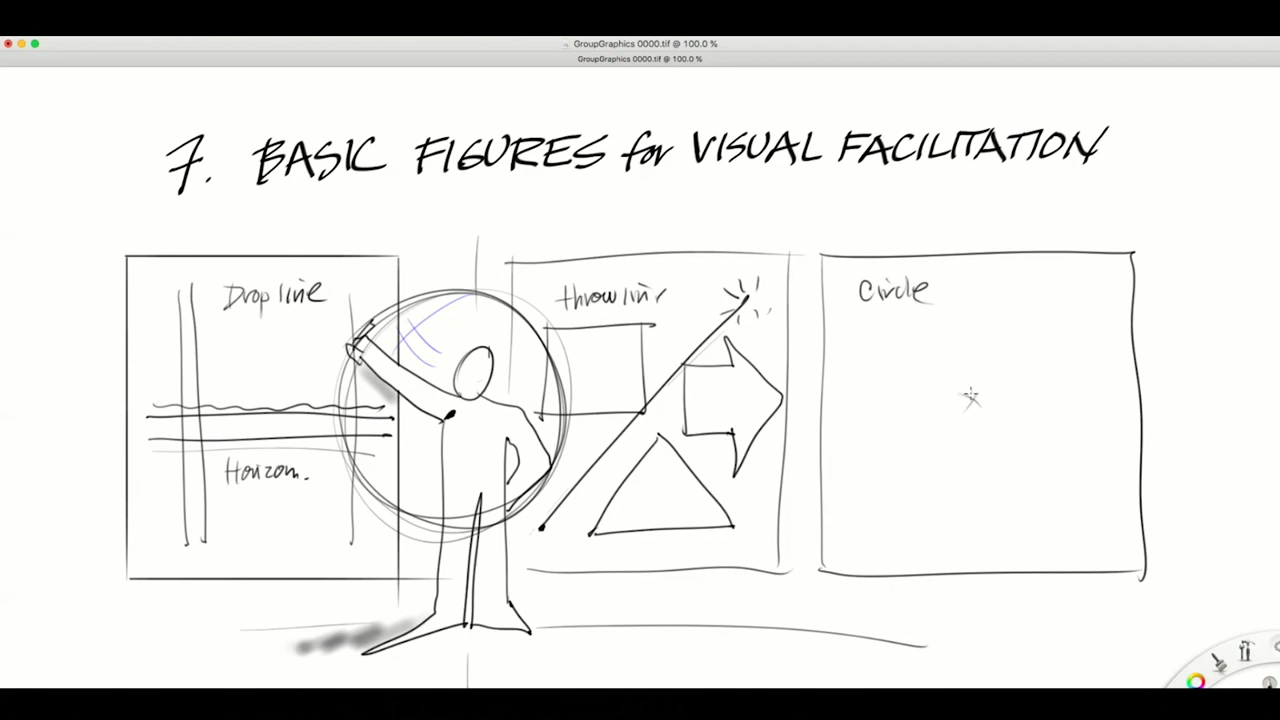 GroupGraphics 0000.tif @ 100.0 %
GroupGraphics 0000.tif @ 100.0 %
7. BASIC FIGURES for VISUAL FACILITATION
Drop line
throw line
Circle
Horizon.